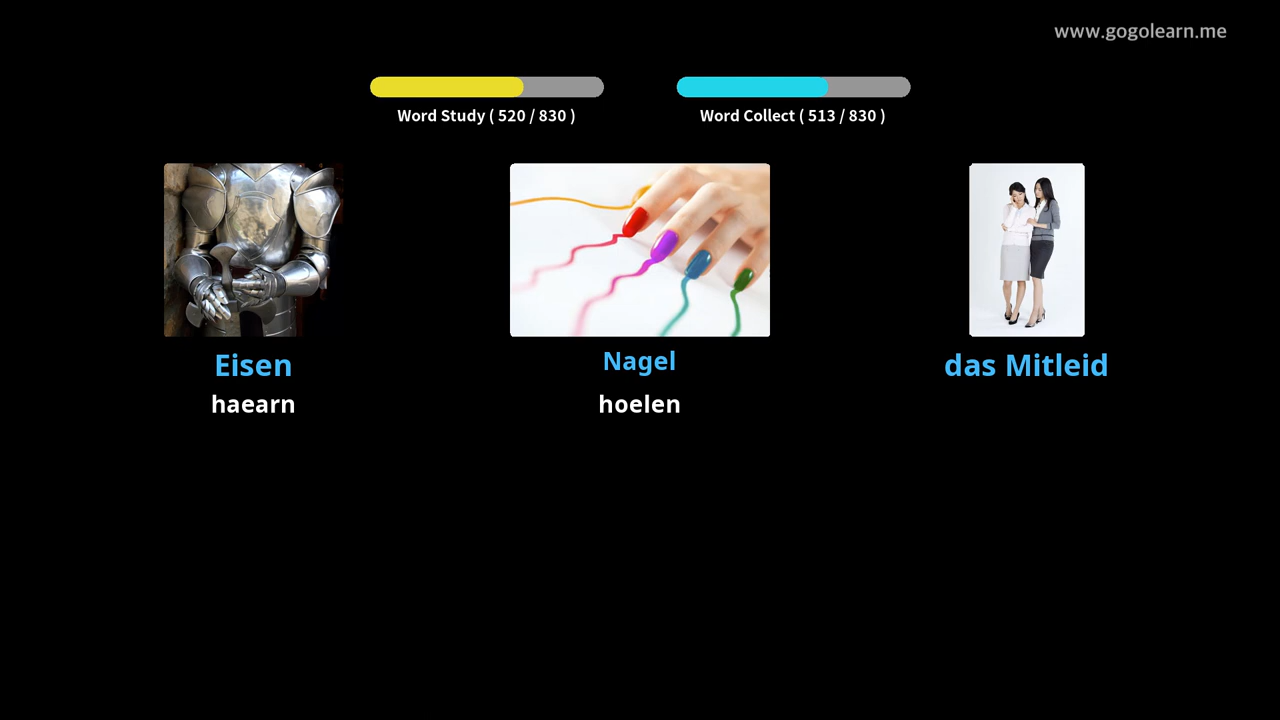 www.gogolearn.me
Word Study ( 520 / 830 )
Word Collect ( 513 / 830 )
Eisen
haearn
Nagel
hoelen
das Mitleid